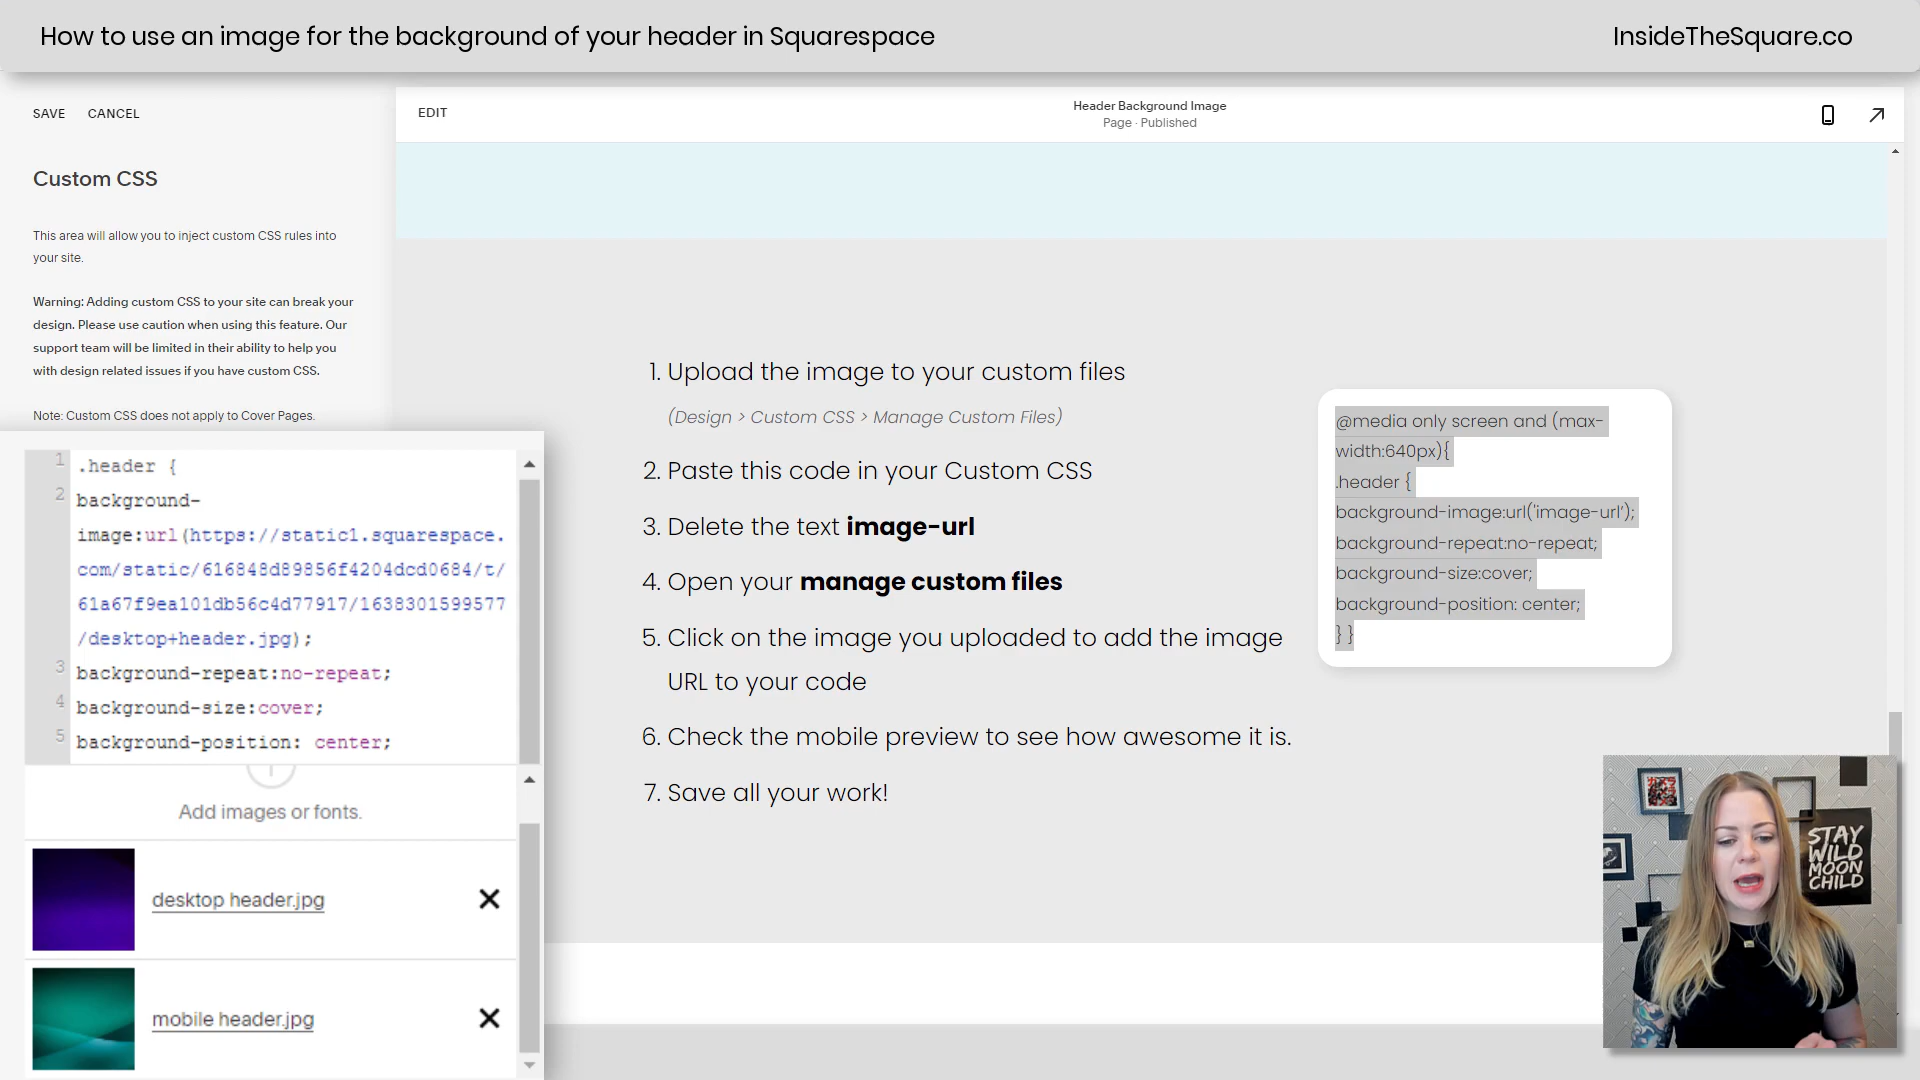 How to use an image for the background of your header in Squarespace
InsideTheSquare.co
SAVE
CANCEL
EDIT
Header Background Image
Page · Published
Custom CSS
This area will allow you to inject custom CSS rules into
your site.
Warning: Adding custom CSS to your site can break your
design. Please use caution when using this feature. Our
support team will be limited in their ability to help you
with design related issues if you have custom CSS.
Note: Custom CSS does not apply to Cover Pages.
1 .header {
2 background-
image:url(https://static1.squarespace.
com/static/616848d89856f4204dcd0684/t/
61a67f9ea101db56c4d77917/1638301599577
/desktop+header.jpg);
3 background-repeat:no-repeat;
4 background-size:cover;
5 background-position: center;
Add images or fonts.
desktop header.jpg
mobile header.jpg
1. Upload the image to your custom files
(Design > Custom CSS > Manage Custom Files)
2. Paste this code in your Custom CSS
3. Delete the text image-url
4. Open your manage custom files
5. Click on the image you uploaded to add the image
URL to your code
6. Check the mobile preview to see how awesome it is.
7. Save all your work!
@media only screen and (max-
width:640px){
.header {
background-image:url('image-url');
background-repeat:no-repeat;
background-size:cover;
background-position: center;
} }
STAY
WILD
MOON
CHILD